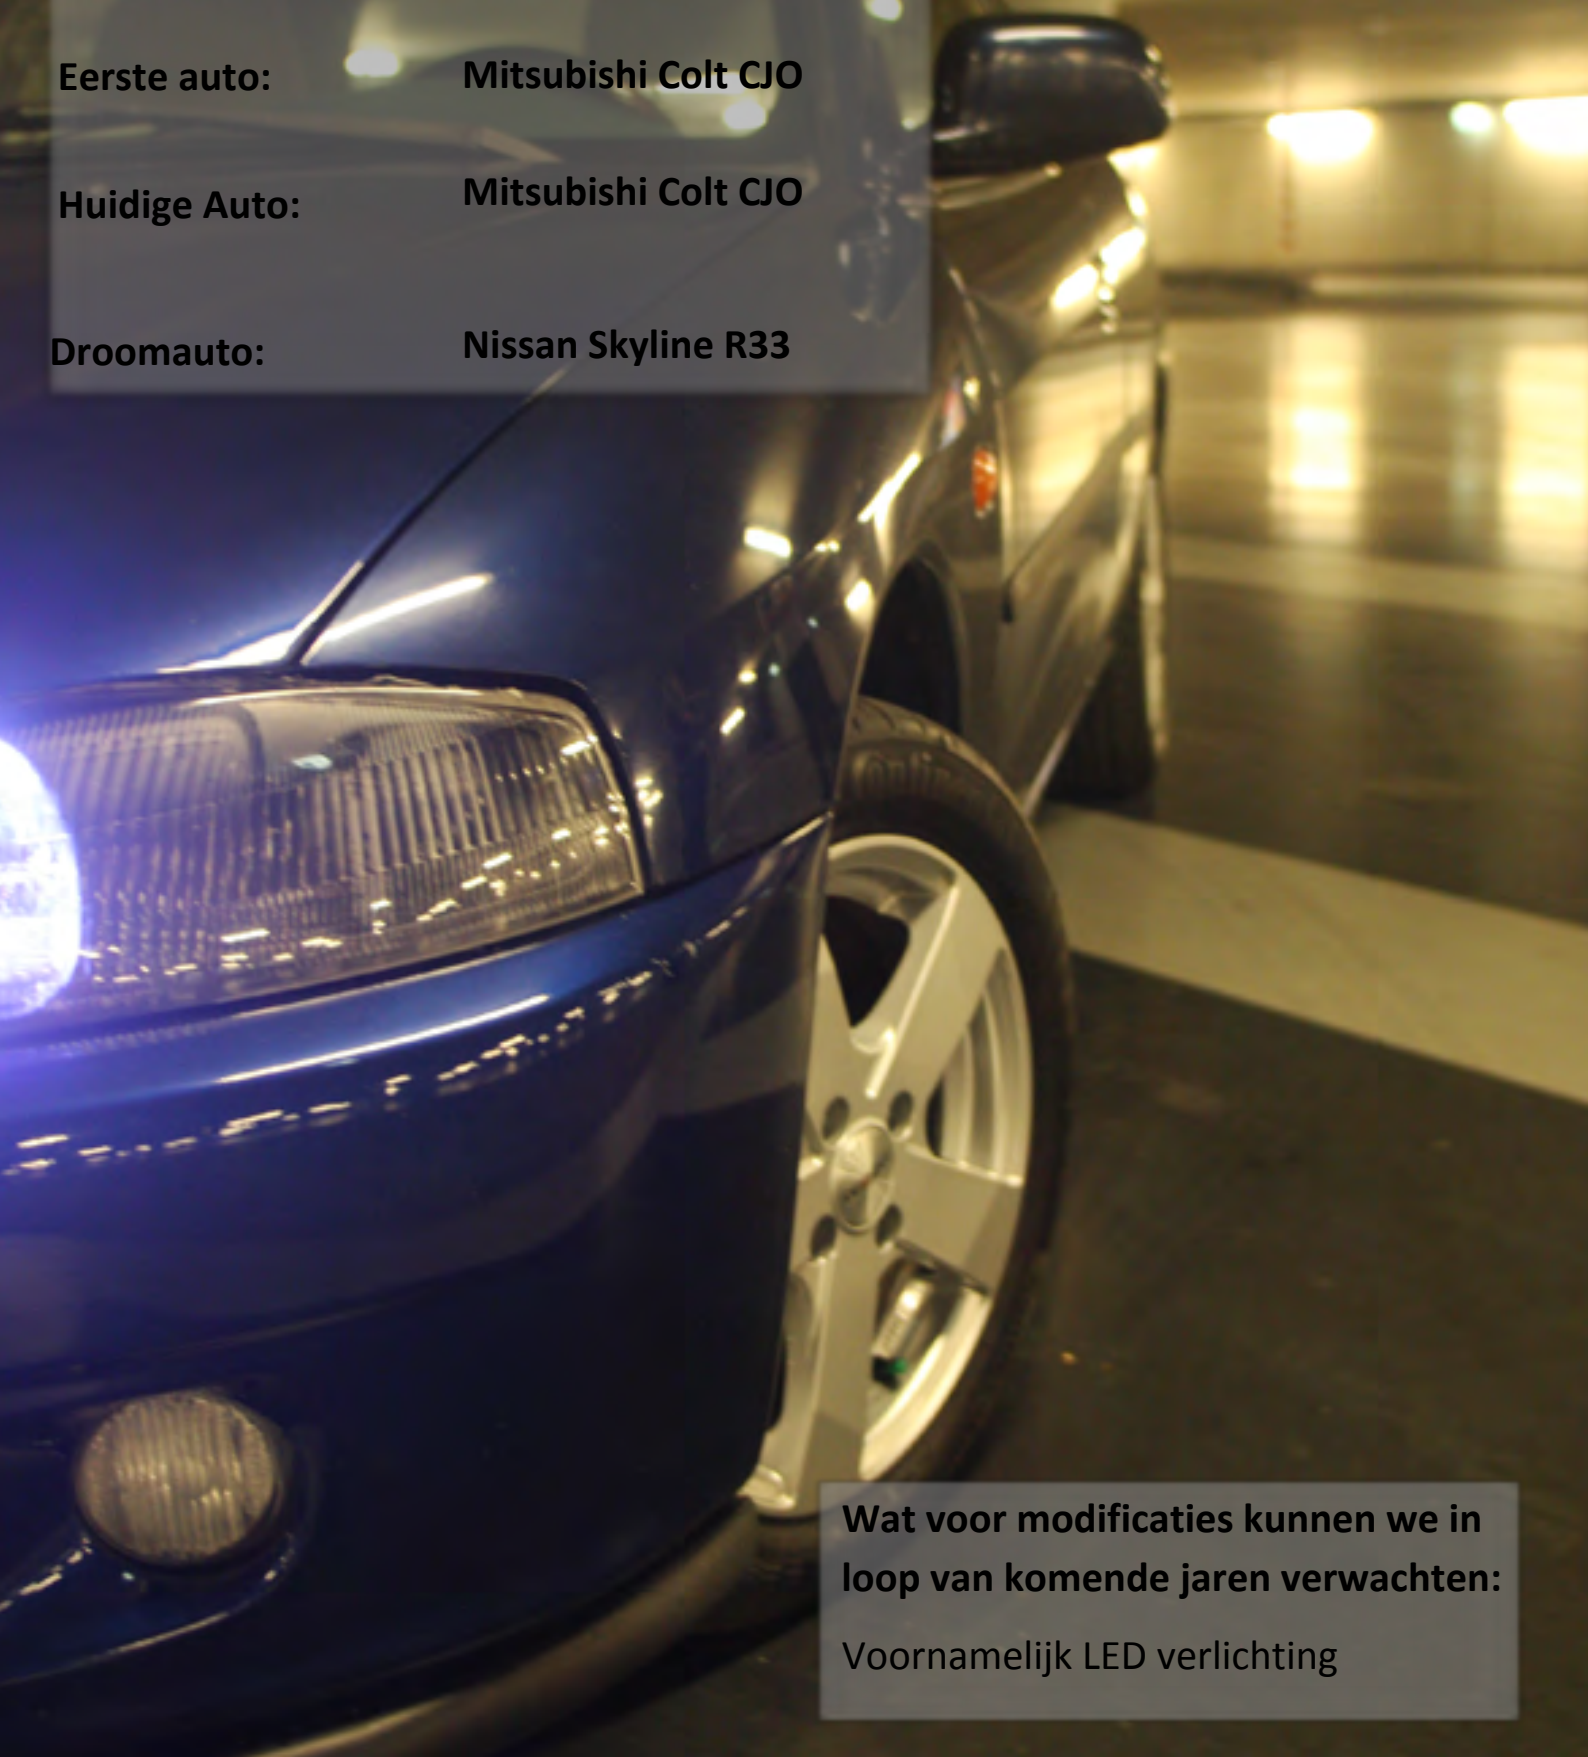 Eerste auto: Mitsubishi Colt CJO
Huidige Auto: Mitsubishi Colt CJO
Droomauto: Nissan Skyline R33
Wat voor modificaties kunnen we in
loop van komende jaren verwachten:
Voornamelijk LED verlichting